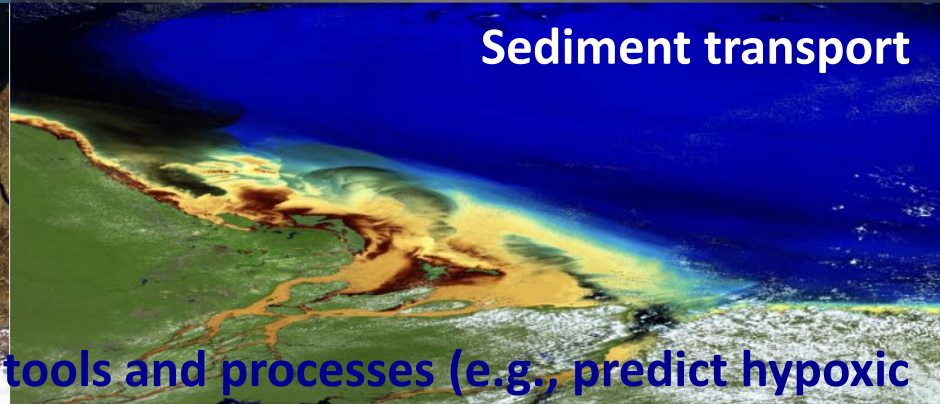 Sediment transport
tools and processes (e.g., predict hypoxic